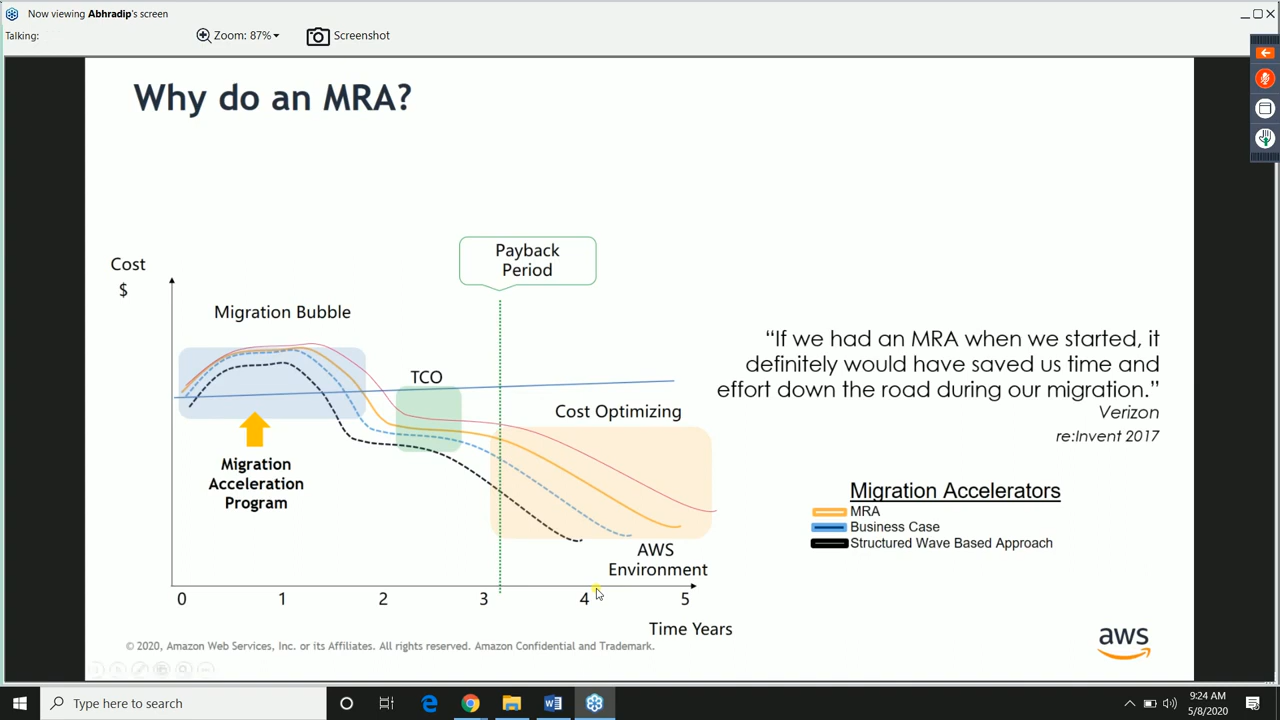 Now viewing Abhradip's screen
Talking:
Zoom: 87%
Screenshot
Why do an MRA?
Payback
Period
Cost
$
Migration Bubble
TCO
Cost Optimizing
Migration
Acceleration
Program
AWS
Environment
0 1 2 3 4 5
Time Years
“If we had an MRA when we started, it
definitely would have saved us time and
effort down the road during our migration.”
Verizon
re:Invent 2017
Migration Accelerators
MRA
Business Case
Structured Wave Based Approach
© 2020, Amazon Web Services, Inc. or its Affiliates. All rights reserved. Amazon Confidential and Trademark.
aws
Type here to search
9:24 AM
5/8/2020